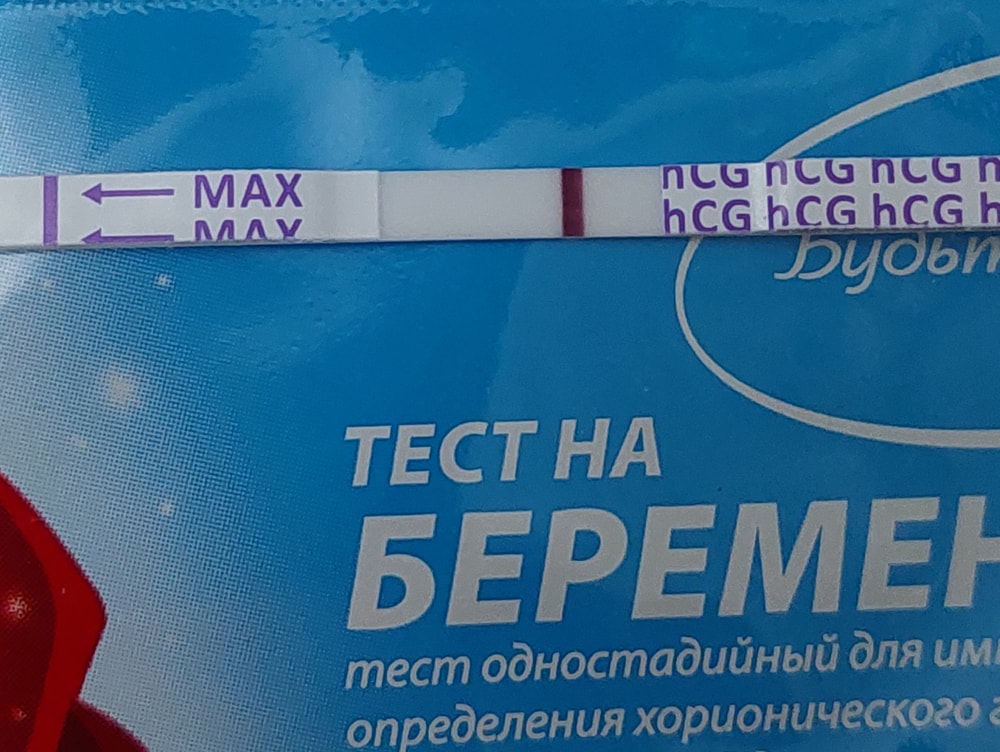 MAX
MAX
hCG hCG hCG
hCG hCG hCG
ТЕСТ НА
тест одностадийный для
определения хорионического